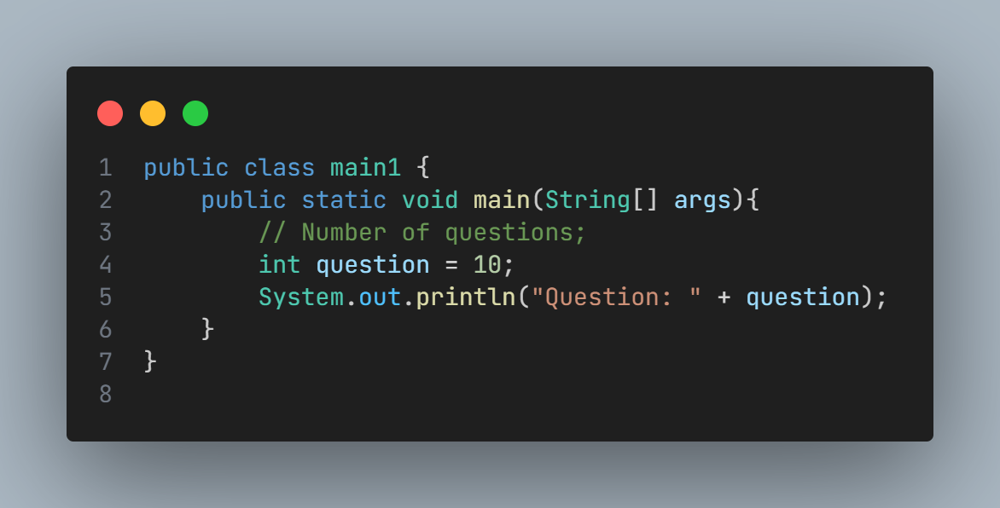 1 public class main1 {
2     public static void main(String[] args){
3         // Number of questions;
4         int question = 10;
5         System.out.println("Question: " + question);
6     }
7 }
8